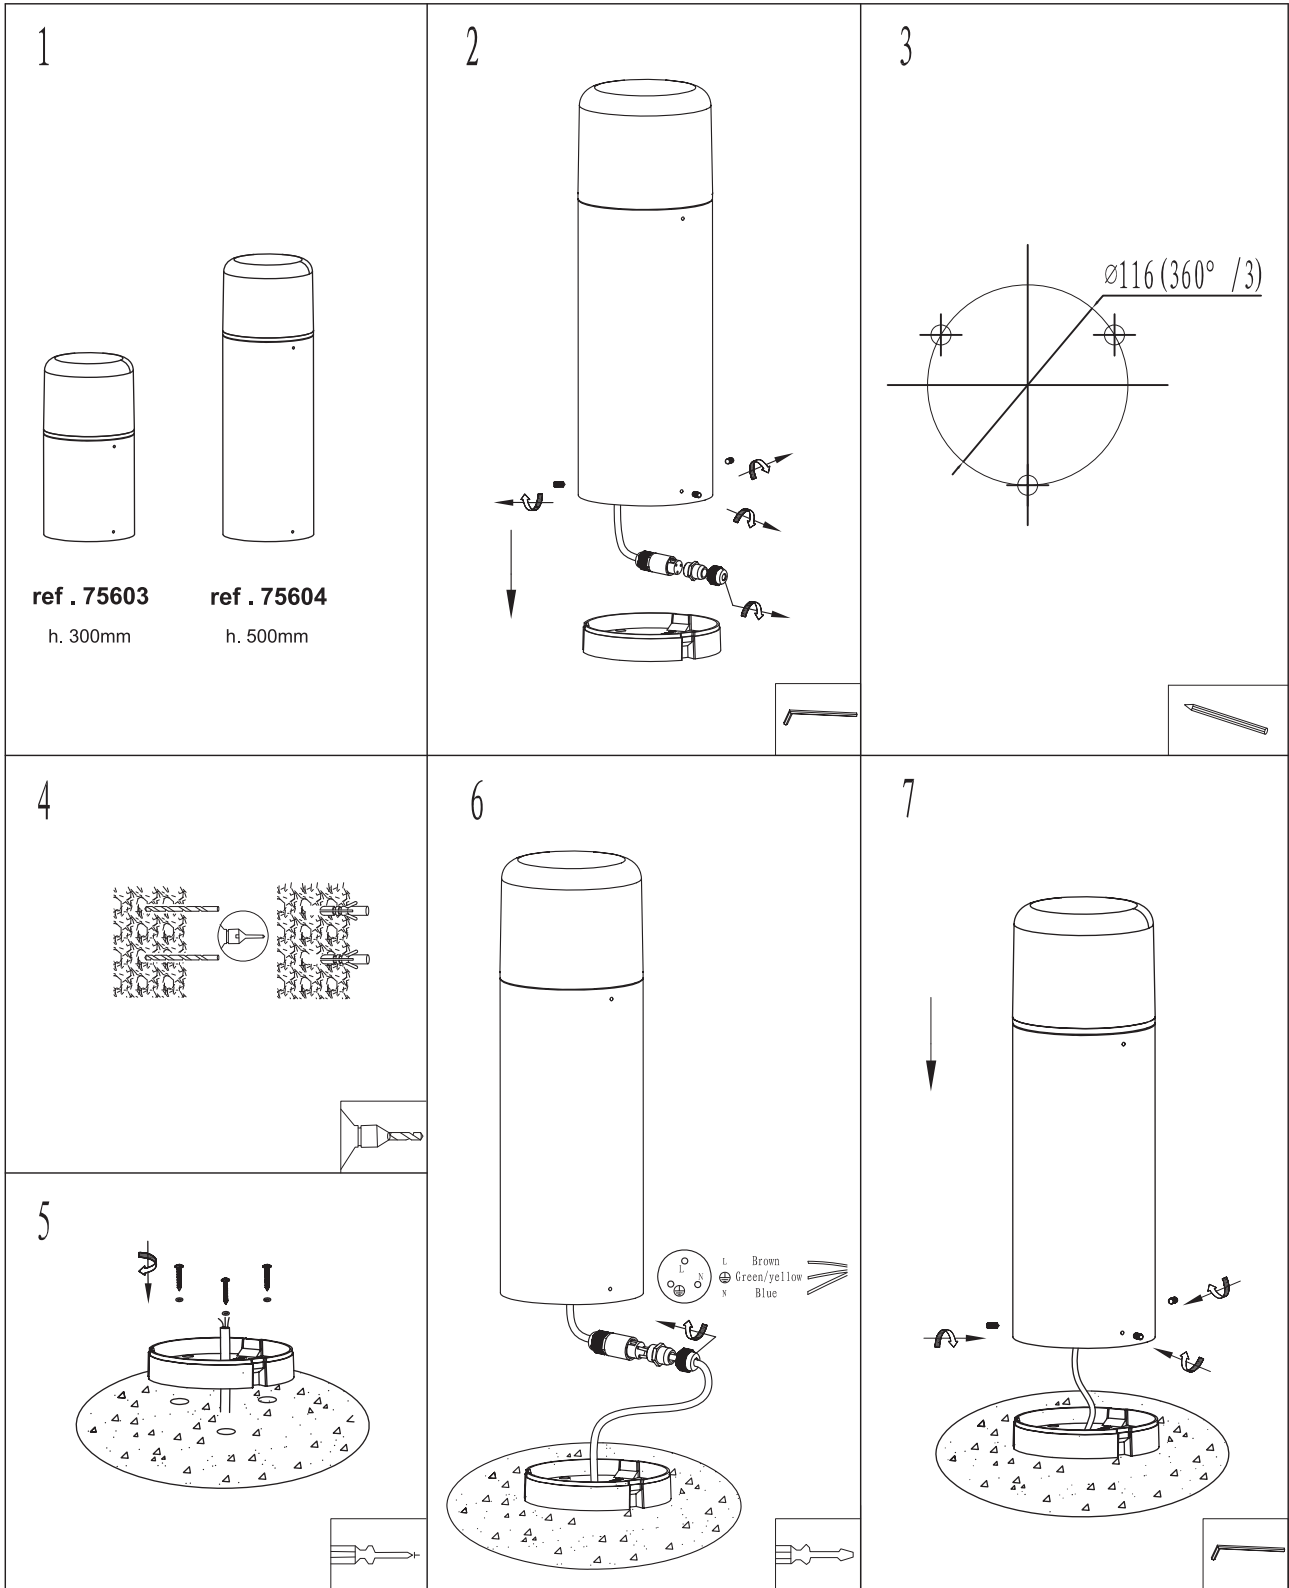 1
ref . 75603
ref . 75604
h. 300mm
h. 500mm
2
3
⌀116(360° /3)
4
5
6
L
N
L Brown
Green/yellow
N Blue
7